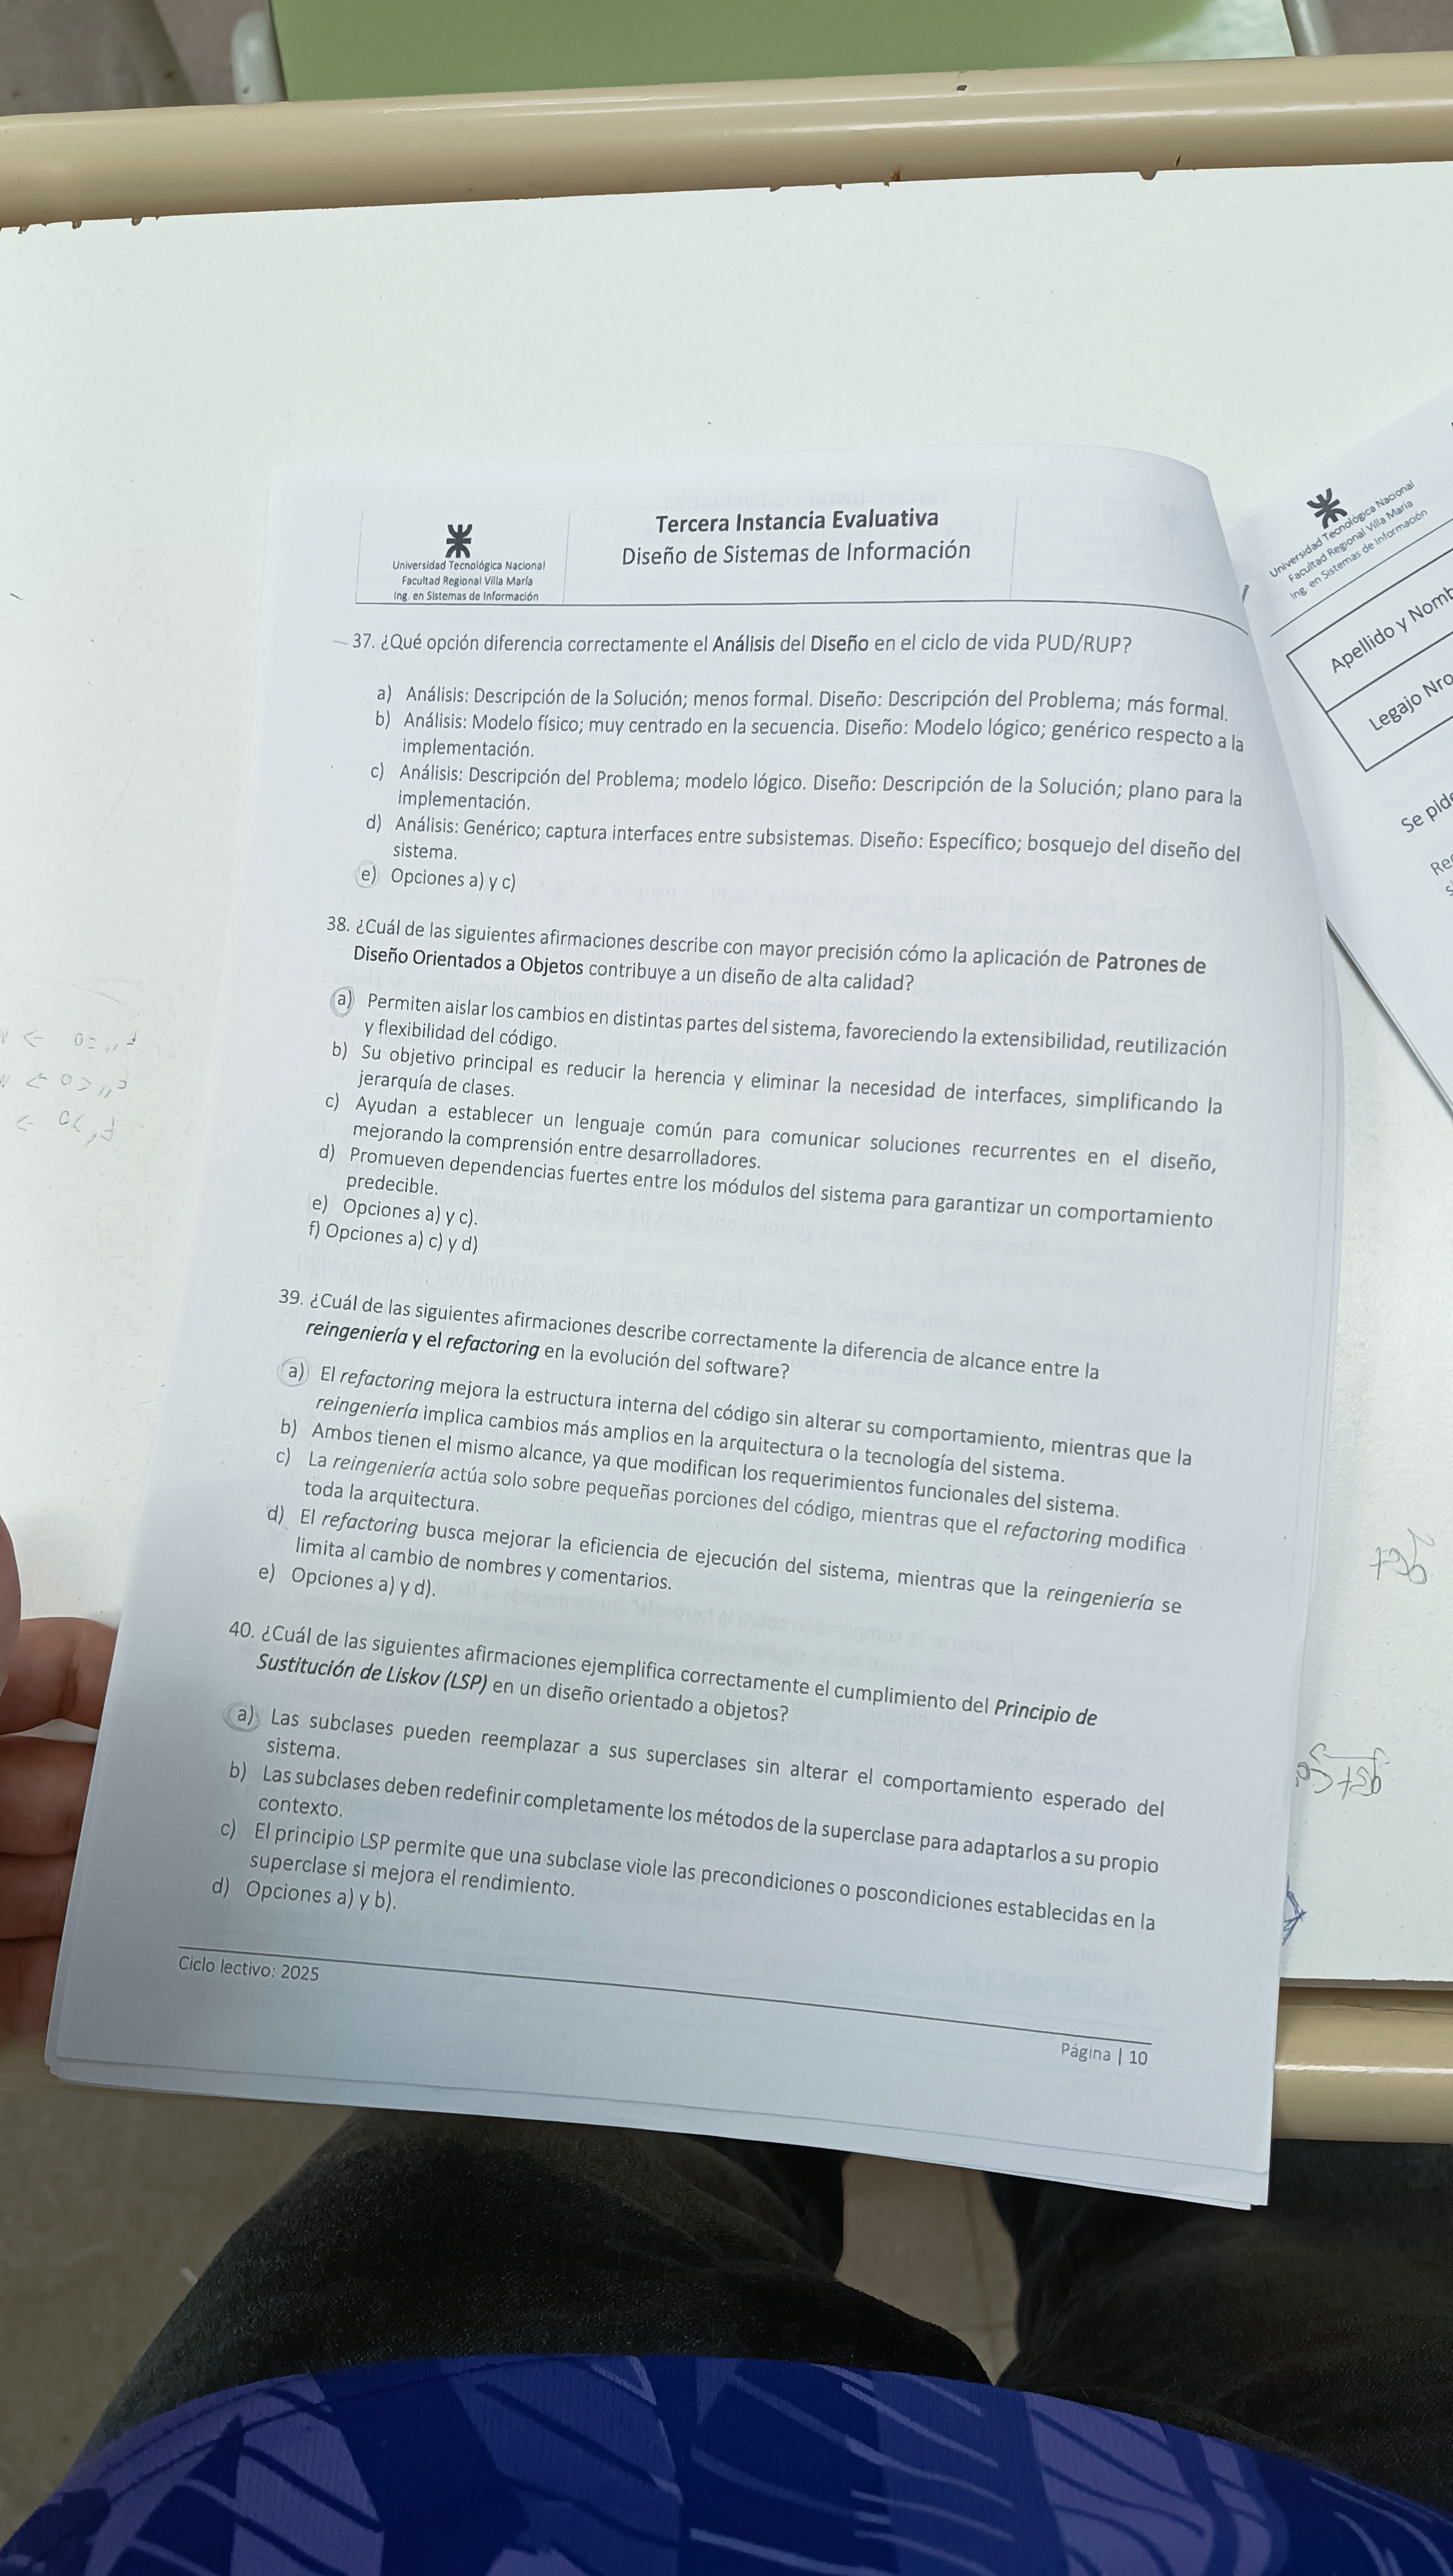 Universidad Tecnológica Nacional
Facultad Regional Villa María
Ing. en Sistemas de Información
Tercera Instancia Evaluativa
Diseño de Sistemas de Información
37. ¿Qué opción diferencia correctamente el Análisis del Diseño en el ciclo de vida PUD/RUP?
a) Análisis: Descripción de la Solución; menos formal. Diseño: Descripción del Problema; más formal.
b) Análisis: Modelo físico; muy centrado en la secuencia. Diseño: Modelo lógico; genérico respecto a la
implementación.
c) Análisis: Descripción del Problema; modelo lógico. Diseño: Descripción de la Solución; plano para la
implementación.
d) Análisis: Genérico; captura interfaces entre subsistemas. Diseño: Específico; bosquejo del diseño del
sistema.
e) Opciones a) y c)
38. ¿Cuál de las siguientes afirmaciones describe con mayor precisión cómo la aplicación de Patrones de
Diseño Orientados a Objetos contribuye a un diseño de alta calidad?
a) Permiten aislar los cambios en distintas partes del sistema, favoreciendo la extensibilidad, reutilización
y flexibilidad del código.
b) Su objetivo principal es reducir la herencia y eliminar la necesidad de interfaces, simplificando la
jerarquía de clases.
c) Ayudan a establecer un lenguaje común para comunicar soluciones recurrentes en el diseño,
mejorando la comprensión entre desarrolladores.
d) Promueven dependencias fuertes entre los módulos del sistema para garantizar un comportamiento
predecible.
e) Opciones a) y c).
f) Opciones a) c) y d)
39. ¿Cuál de las siguientes afirmaciones describe correctamente la diferencia de alcance entre la
reingeniería y el refactoring en la evolución del software?
a) El refactoring mejora la estructura interna del código sin alterar su comportamiento, mientras que la
reingeniería implica cambios más amplios en la arquitectura o la tecnología del sistema.
b) Ambos tienen el mismo alcance, ya que modifican los requerimientos funcionales del sistema.
c) La reingeniería actúa solo sobre pequeñas porciones del código, mientras que el refactoring modifica
toda la arquitectura.
d) El refactoring busca mejorar la eficiencia de ejecución del sistema, mientras que la reingeniería se
limita al cambio de nombres y comentarios.
e) Opciones a) y d).
40. ¿Cuál de las siguientes afirmaciones ejemplifica correctamente el cumplimiento del Principio de
Sustitución de Liskov (LSP) en un diseño orientado a objetos?
a) Las subclases pueden reemplazar a sus superclases sin alterar el comportamiento esperado del
sistema.
b) Las subclases deben redefinir completamente los métodos de la superclase para adaptarlos a su propio
contexto.
c) El principio LSP permite que una subclase viole las precondiciones o poscondiciones establecidas en la
superclase si mejora el rendimiento.
d) Opciones a) y b).
Ciclo lectivo: 2025
Página | 10
Universidad Tecnológica Nacional
Facultad Regional Villa María
Ing. en Sistemas de Información
Apellido y Nomb
Legajo Nro
Se pide